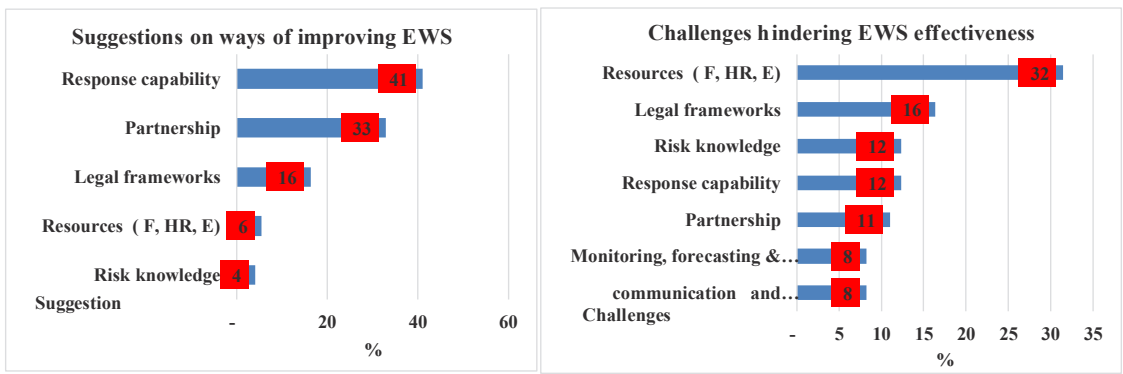 Suggestions on ways of improving EWS
Response capability
41
Partnership
33
Legal frameworks
16
Resources ( F, HR, E)
6
Risk knowledge
4
Suggestion
- 20 40 60
%
Challenges hindering EWS effectiveness
Resources ( F, HR, E)
32
Legal frameworks
16
Risk knowledge
12
Response capability
12
Partnership
11
Monitoring, forecasting &…
8
communication and…
8
Challenges
- 5 10 15 20 25 30 35
%